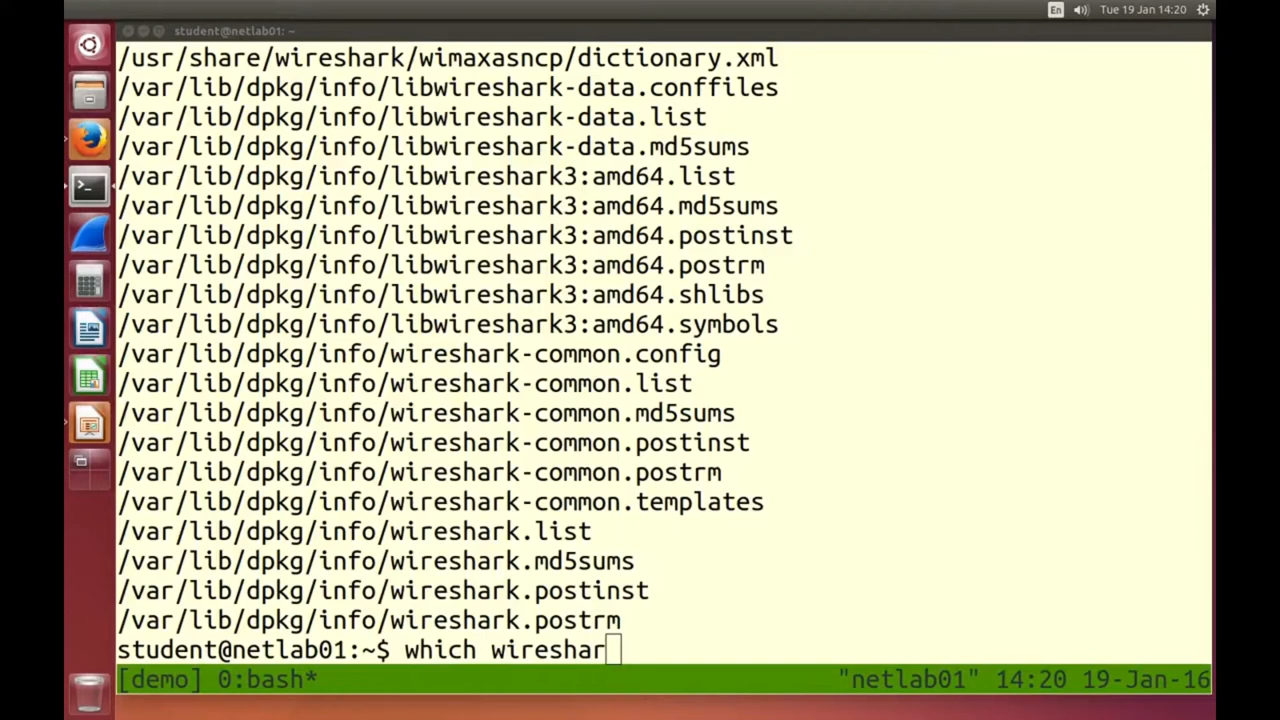 En Tue 19 Jan 14:20
student@netlab01: ~
/usr/share/wireshark/wimaxasncp/dictionary.xml
/var/lib/dpkg/info/libwireshark-data.conffiles
/var/lib/dpkg/info/libwireshark-data.list
/var/lib/dpkg/info/libwireshark-data.md5sums
/var/lib/dpkg/info/libwireshark3:amd64.list
/var/lib/dpkg/info/libwireshark3:amd64.md5sums
/var/lib/dpkg/info/libwireshark3:amd64.postinst
/var/lib/dpkg/info/libwireshark3:amd64.postrm
/var/lib/dpkg/info/libwireshark3:amd64.shlibs
/var/lib/dpkg/info/libwireshark3:amd64.symbols
/var/lib/dpkg/info/wireshark-common.config
/var/lib/dpkg/info/wireshark-common.list
/var/lib/dpkg/info/wireshark-common.md5sums
/var/lib/dpkg/info/wireshark-common.postinst
/var/lib/dpkg/info/wireshark-common.postrm
/var/lib/dpkg/info/wireshark-common.templates
/var/lib/dpkg/info/wireshark.list
/var/lib/dpkg/info/wireshark.md5sums
/var/lib/dpkg/info/wireshark.postinst
/var/lib/dpkg/info/wireshark.postrm
student@netlab01:~$ which wireshar
[demo] 0:bash* "netlab01" 14:20 19-Jan-16